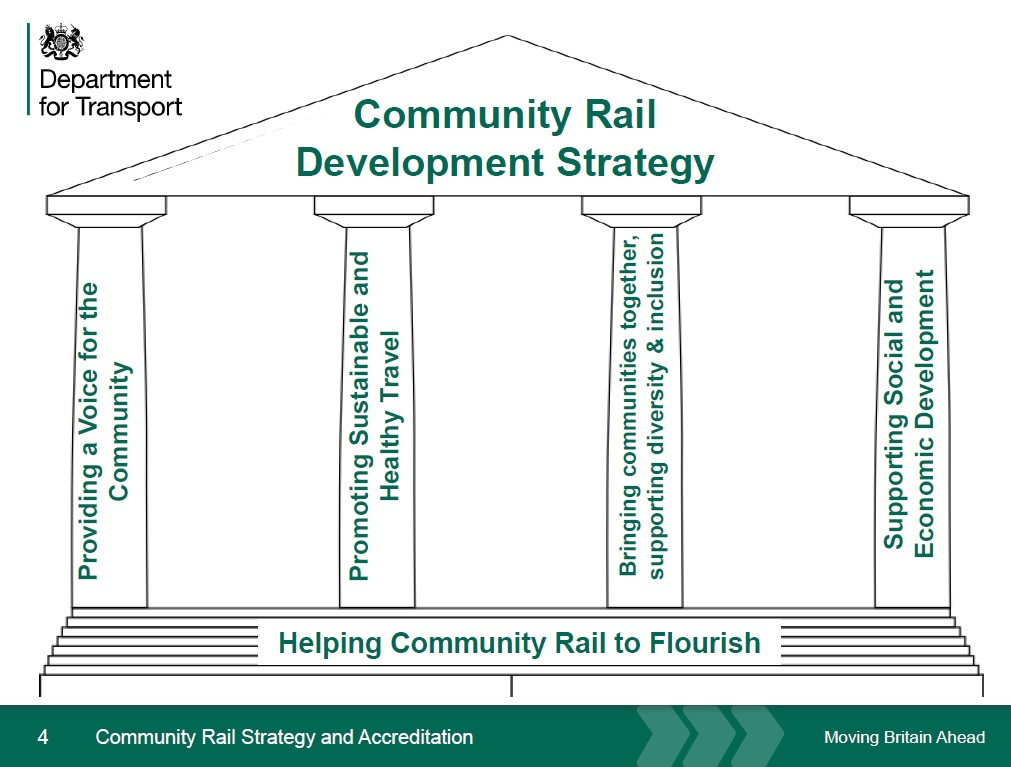 Department
for Transport
Community Rail
Development Strategy
Providing a Voice for the
Community
Promoting Sustainable and
Healthy Travel
Bringing communities together,
supporting diversity & inclusion
Supporting Social and
Economic Development
Helping Community Rail to Flourish
4
Community Rail Strategy and Accreditation
Moving Britain Ahead